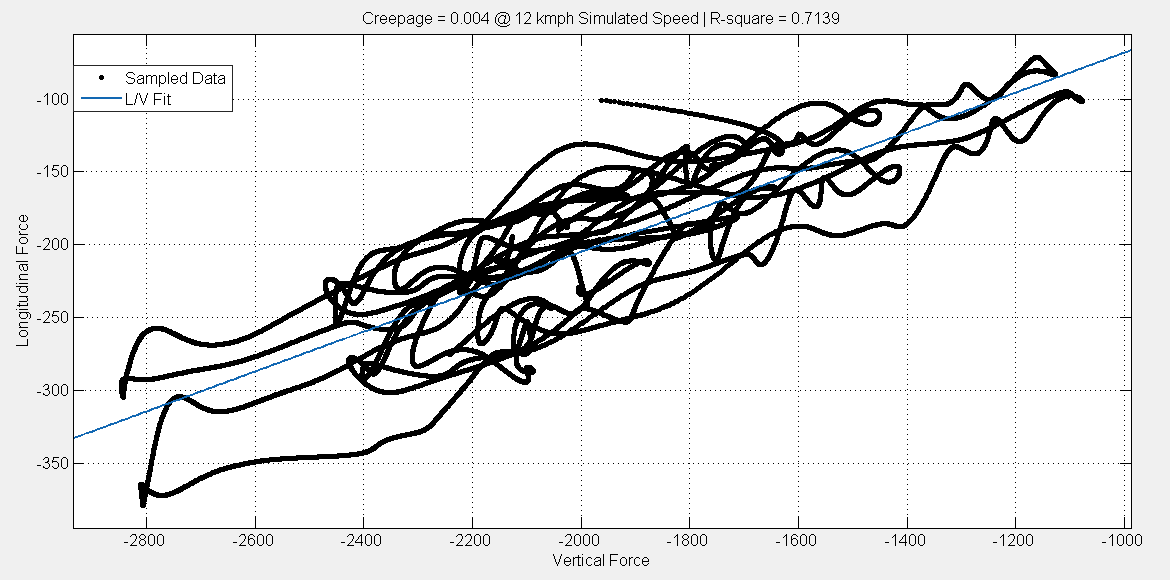 Creepage = 0.004 @ 12 kmph Simulated Speed | R-square = 0.7139
Sampled Data
L/V Fit
-100
-150
-200
-250
-300
-350
Longitudinal Force
-2800 -2600 -2400 -2200 -2000 -1800 -1600 -1400 -1200 -1000
Vertical Force